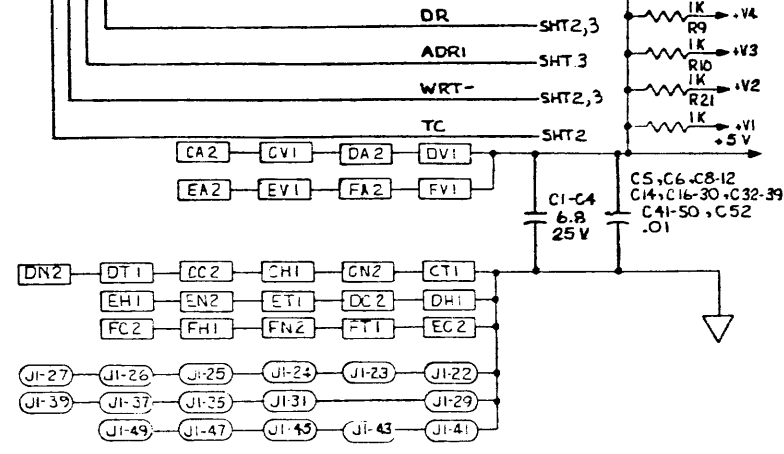 DR SHT2,3
1K +V4
R9
ADR1 SHT 3
1K +V3
R10
WRT- SHT2,3
1K +V2
R21
TC SHT2
1K +V1
+5V
CA2 CV1 DA2 DV1
EA2 EV1 FA2 FV1
C1-C4
6.8
25V
C5,C6,C8-12
C14,C16-30,C32-39
C41-50,C52
.01
DN2 DT1 CC2 CH1 CN2 CT1
EH1 EN2 ET1 DC2 DH1
FC2 FH1 FN2 FT1 EC2
J1-27 J1-26 J1-25 J1-24 J1-23 J1-22
J1-39 J1-37 J1-35 J1-31 J1-29
J1-49 J1-47 J1-45 J1-43 J1-41